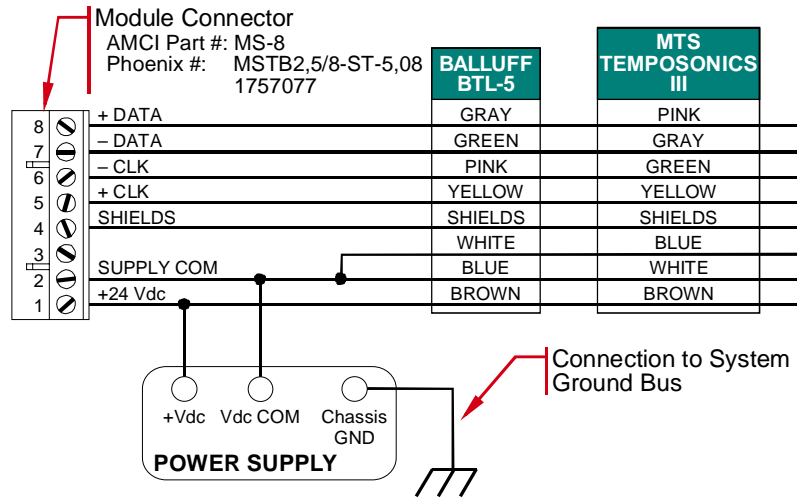 Module Connector
AMCI Part #: MS-8
Phoenix #: MSTB2,5/8-ST-5,08
1757077
BALLUFF
BTL-5
MTS
TEMPOSONICS
III
8 + DATA GRAY PINK
7 – DATA GREEN GRAY
6 – CLK PINK GREEN
5 + CLK YELLOW YELLOW
4 SHIELDS SHIELDS SHIELDS
3 WHITE BLUE
2 SUPPLY COM BLUE WHITE
1 +24 Vdc BROWN BROWN
Connection to System
Ground Bus
+Vdc Vdc COM Chassis
GND
POWER SUPPLY